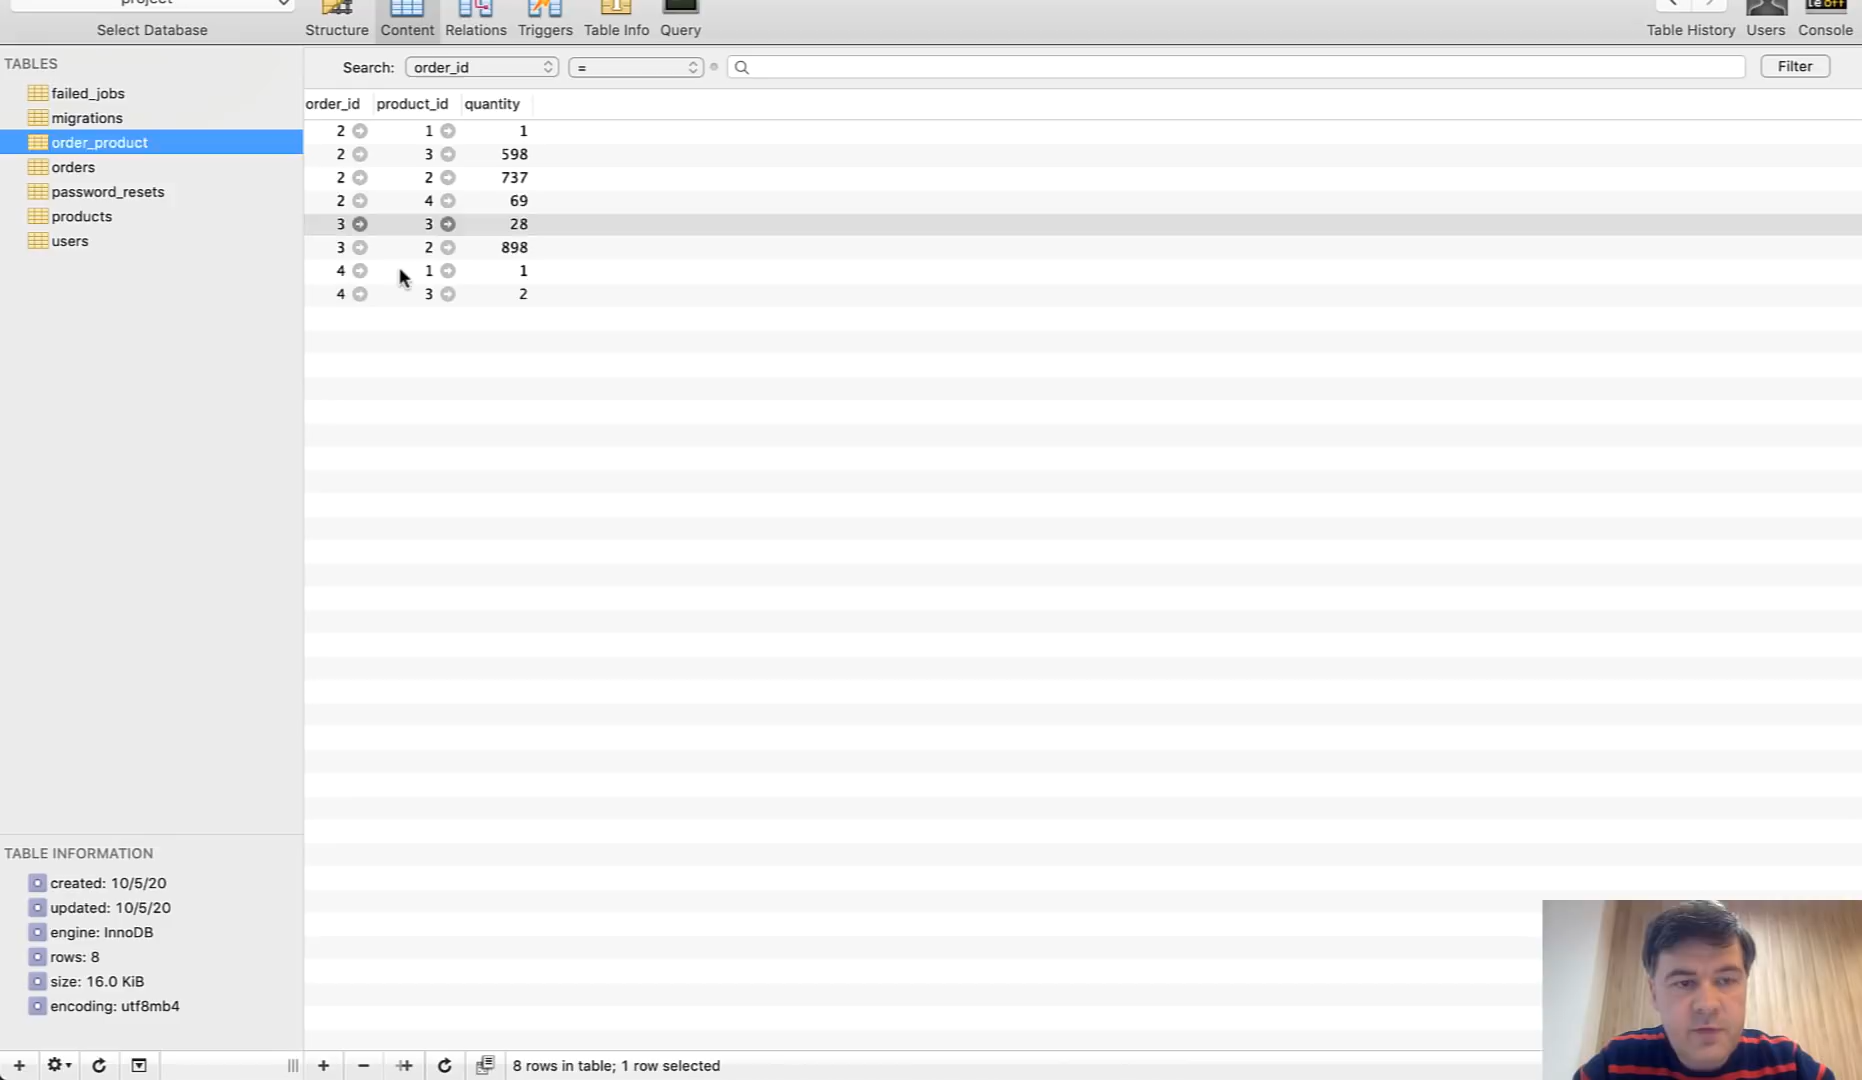 project
Select Database
Structure Content Relations Triggers Table Info Query
Table History Users Console
TABLES
failed_jobs
migrations
order_product
orders
password_resets
products
users
Search: order_id = Filter
order_id product_id quantity
2 1 1
2 3 598
2 2 737
2 4 69
3 3 28
3 2 898
4 1 1
4 3 2
TABLE INFORMATION
created: 10/5/20
updated: 10/5/20
engine: InnoDB
rows: 8
size: 16.0 KiB
encoding: utf8mb4
8 rows in table; 1 row selected